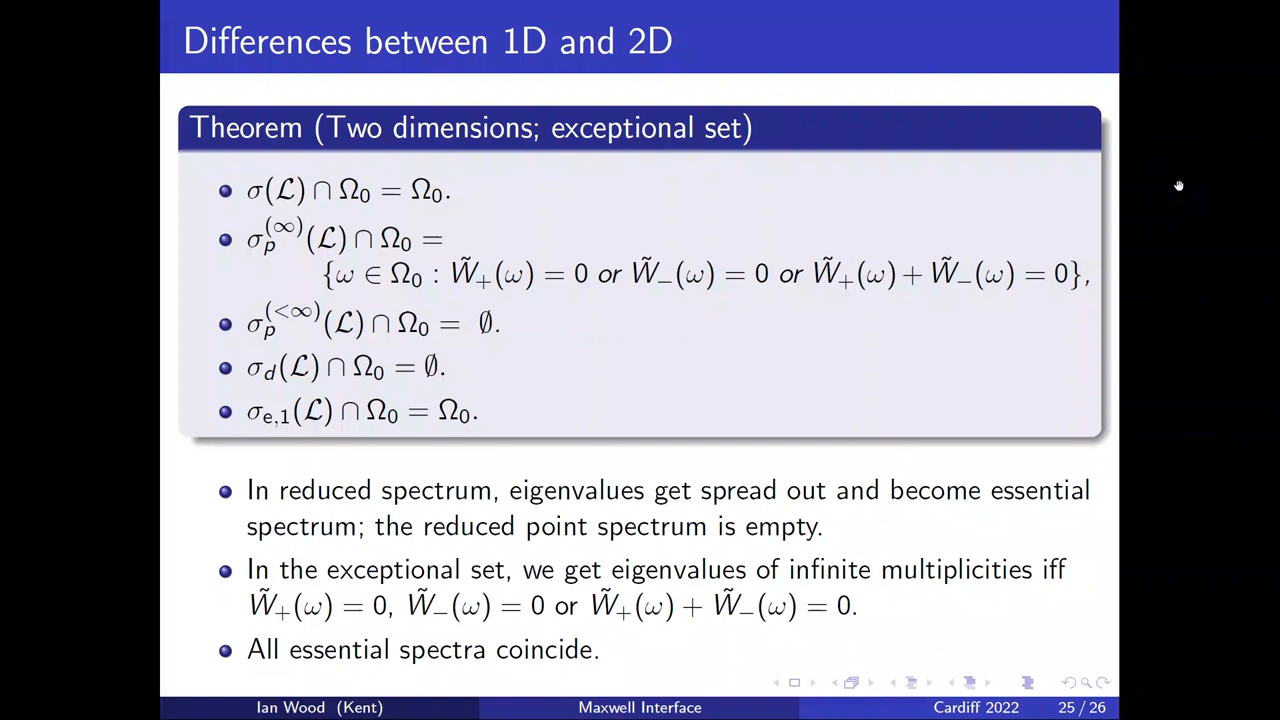 Differences between 1D and 2D
Theorem (Two dimensions; exceptional set)
σ(ℒ) ∩ Ω₀ = Ω₀.
σₚ^(∞)(ℒ) ∩ Ω₀ =
{ω ∈ Ω₀ : W̃₊(ω) = 0 or W̃₋(ω) = 0 or W̃₊(ω) + W̃₋(ω) = 0},
σₚ^(<∞)(ℒ) ∩ Ω₀ = ∅.
σ_d(ℒ) ∩ Ω₀ = ∅.
σ_{e,1}(ℒ) ∩ Ω₀ = Ω₀.
In reduced spectrum, eigenvalues get spread out and become essential
spectrum; the reduced point spectrum is empty.
In the exceptional set, we get eigenvalues of infinite multiplicities iff
W̃₊(ω) = 0, W̃₋(ω) = 0 or W̃₊(ω) + W̃₋(ω) = 0.
All essential spectra coincide.
Ian Wood (Kent) Maxwell Interface Cardiff 2022 25 / 26